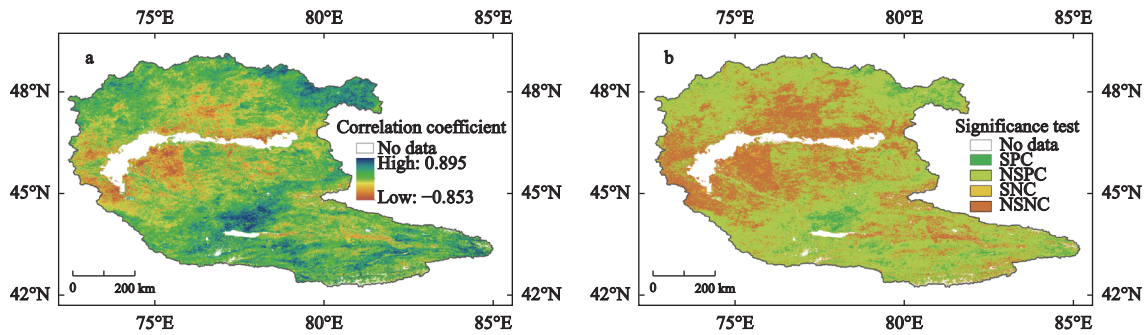 75°E 80°E 85°E
a
48°N 48°N
Correlation coefficient
No data
High: 0.895
Low: −0.853
45°N 45°N
42°N 42°N
0 200 km
75°E 80°E 85°E
75°E 80°E 85°E
b
48°N 48°N
Significance test
No data
SPC
NSPC
SNC
NSNC
45°N 45°N
42°N 42°N
0 200 km
75°E 80°E 85°E